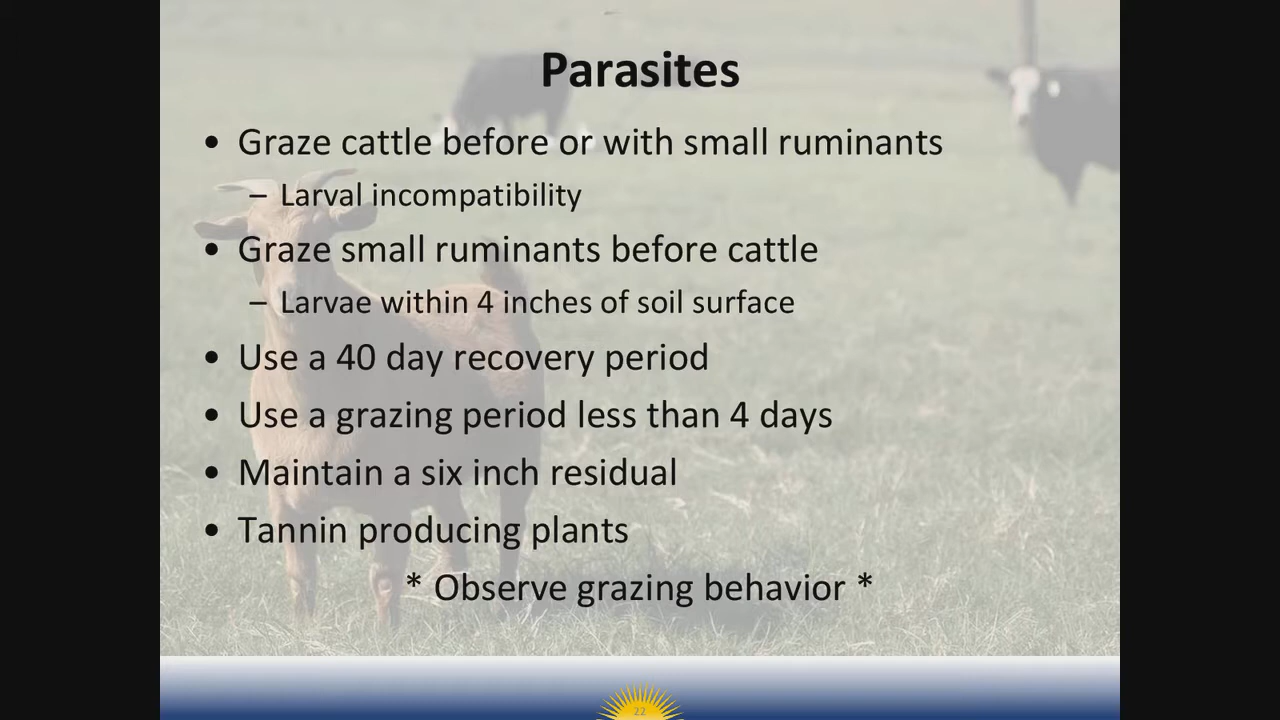 Parasites
• Graze cattle before or with small ruminants
– Larval incompatibility
• Graze small ruminants before cattle
– Larvae within 4 inches of soil surface
• Use a 40 day recovery period
• Use a grazing period less than 4 days
• Maintain a six inch residual
• Tannin producing plants
* Observe grazing behavior *
22